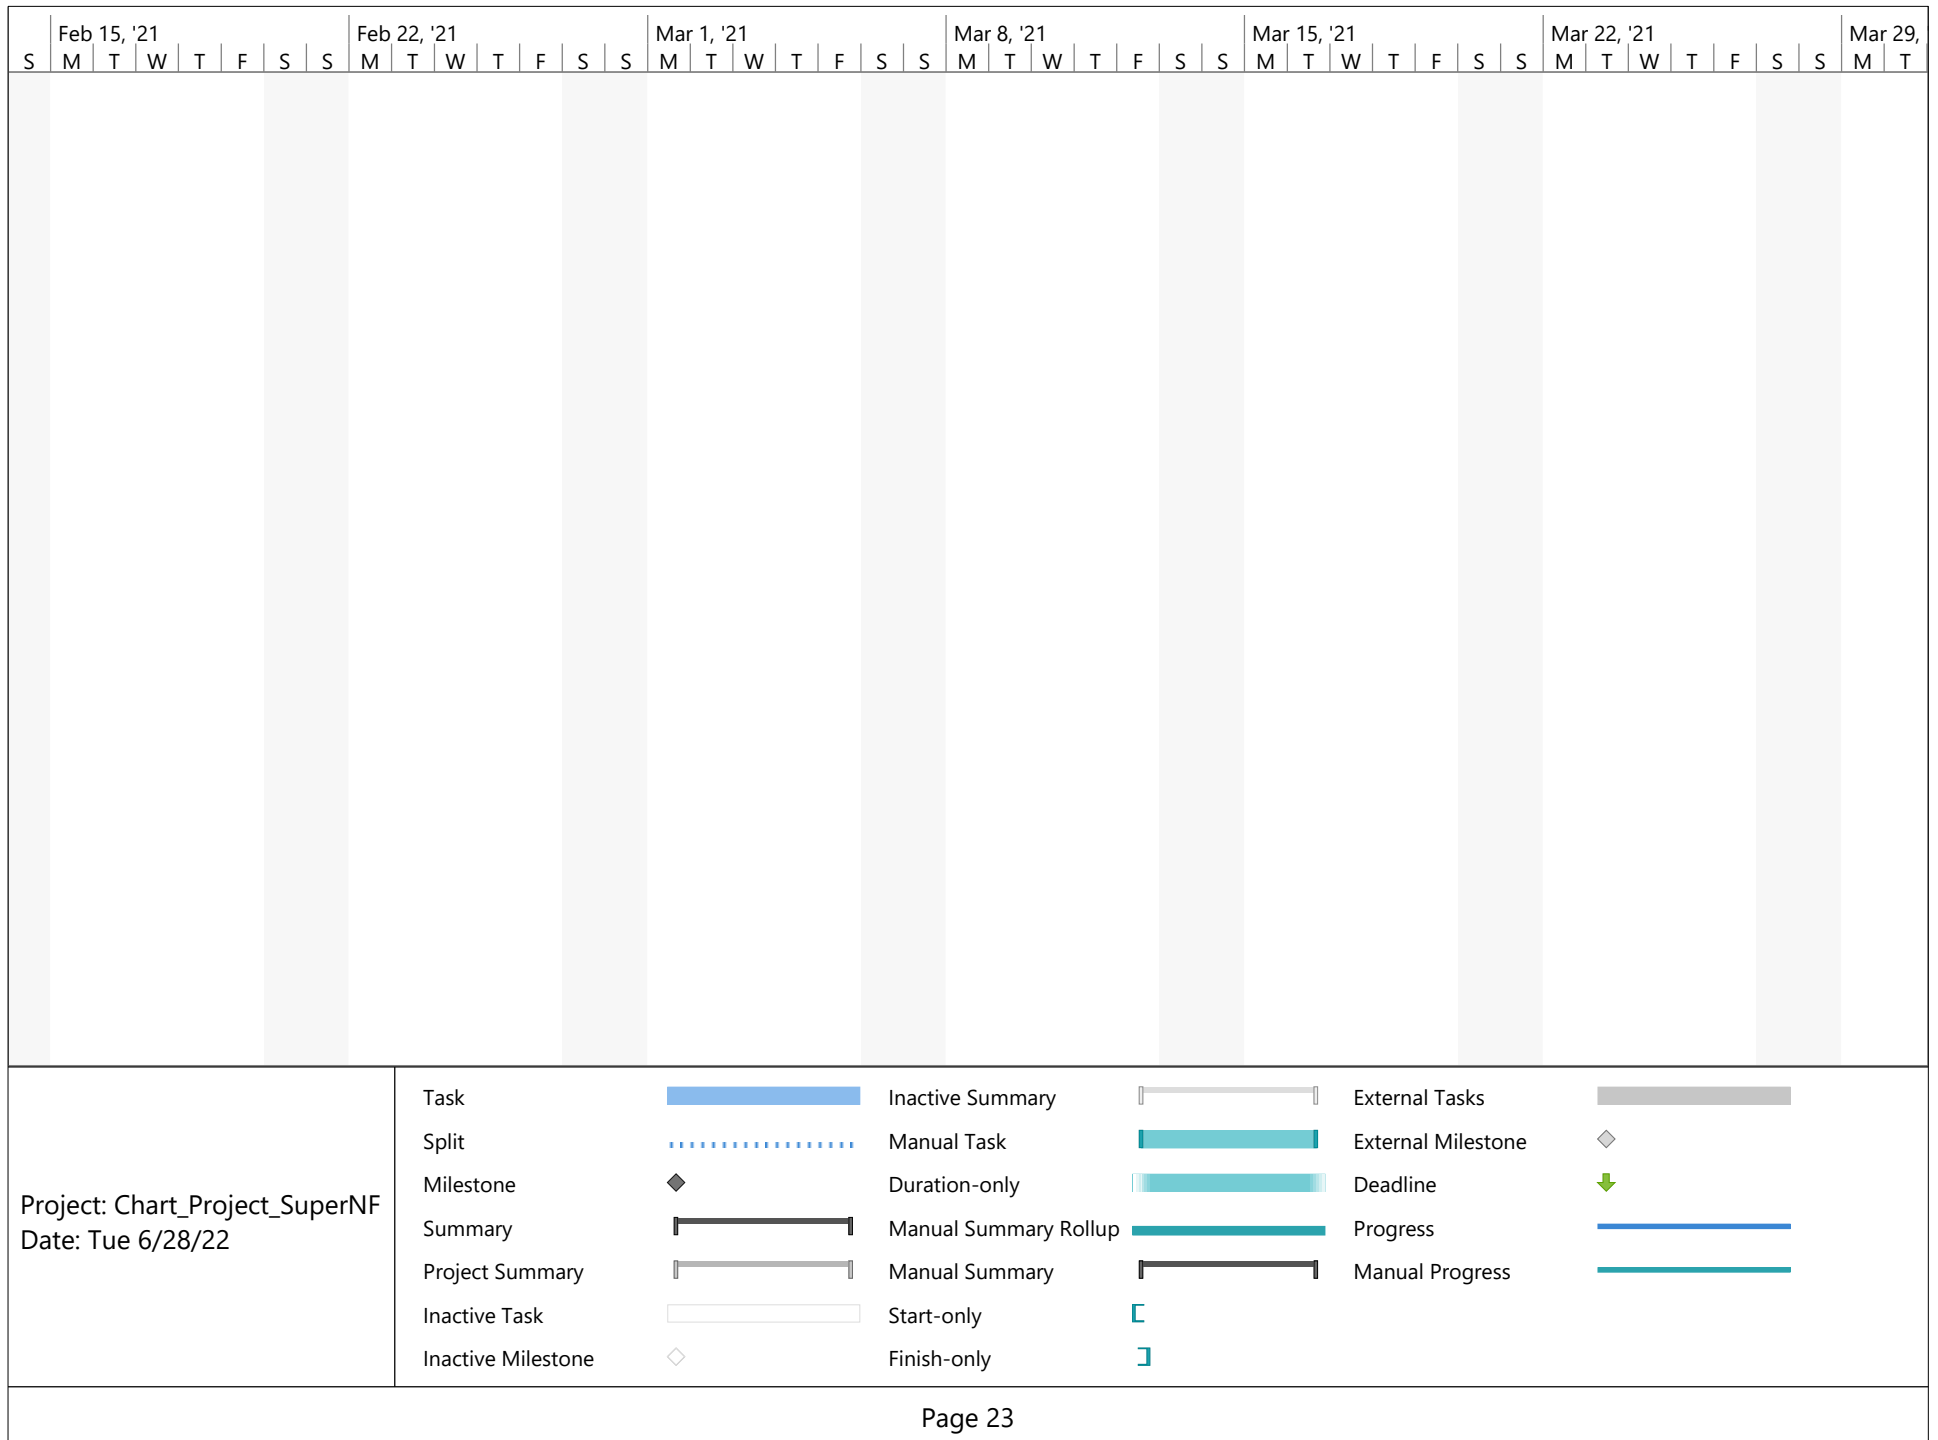 Feb 15, '21 Feb 22, '21 Mar 1, '21 Mar 8, '21 Mar 15, '21 Mar 22, '21 Mar 29,
S M T W T F S S M T W T F S S M T W T F S S M T W T F S S M T W T F S S M T W T F S S M T
Project: Chart_Project_SuperNF
Date: Tue 6/28/22
Task
Split
Milestone
Summary
Project Summary
Inactive Task
Inactive Milestone
Inactive Summary
Manual Task
Duration-only
Manual Summary Rollup
Manual Summary
Start-only
Finish-only
External Tasks
External Milestone
Deadline
Progress
Manual Progress
Page 23